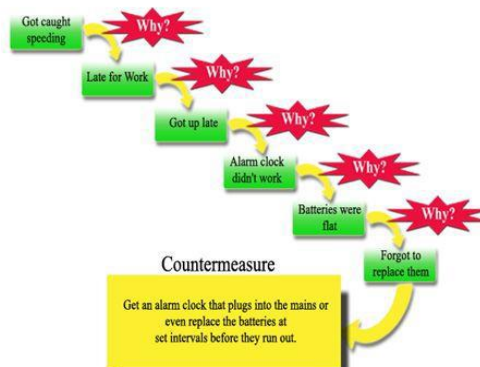 Got caught
speeding
Why?
Late for Work
Why?
Got up late
Why?
Alarm clock
didn't work
Why?
Batteries were
flat
Why?
Forgot to
replace them
Countermeasure
Get an alarm clock that plugs into the mains or
even replace the batteries at
set intervals before they run out.